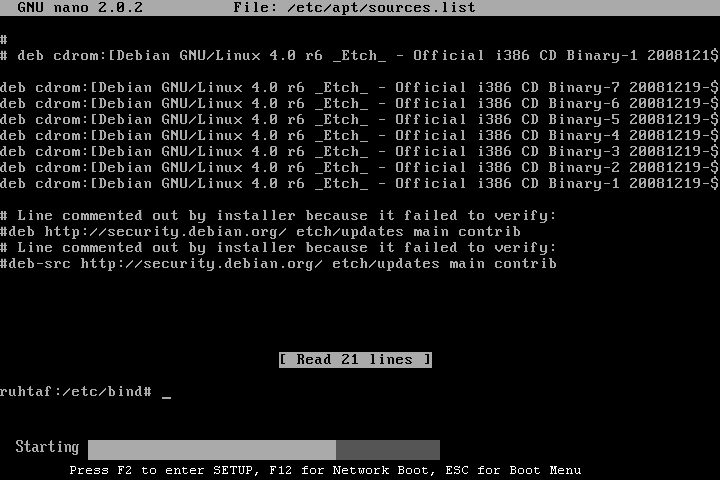 GNU nano 2.0.2 File: /etc/apt/sources.list
#
# deb cdrom:[Debian GNU/Linux 4.0 r6 _Etch_ - Official i386 CD Binary-1 2008121$
deb cdrom:[Debian GNU/Linux 4.0 r6 _Etch_ - Official i386 CD Binary-7 20081219-$
deb cdrom:[Debian GNU/Linux 4.0 r6 _Etch_ - Official i386 CD Binary-6 20081219-$
deb cdrom:[Debian GNU/Linux 4.0 r6 _Etch_ - Official i386 CD Binary-5 20081219-$
deb cdrom:[Debian GNU/Linux 4.0 r6 _Etch_ - Official i386 CD Binary-4 20081219-$
deb cdrom:[Debian GNU/Linux 4.0 r6 _Etch_ - Official i386 CD Binary-3 20081219-$
deb cdrom:[Debian GNU/Linux 4.0 r6 _Etch_ - Official i386 CD Binary-2 20081219-$
deb cdrom:[Debian GNU/Linux 4.0 r6 _Etch_ - Official i386 CD Binary-1 20081219-$
# Line commented out by installer because it failed to verify:
#deb http://security.debian.org/ etch/updates main contrib
# Line commented out by installer because it failed to verify:
#deb-src http://security.debian.org/ etch/updates main contrib
[ Read 21 lines ]
ruhtaf:/etc/bind# _
Starting
Press F2 to enter SETUP, F12 for Network Boot, ESC for Boot Menu